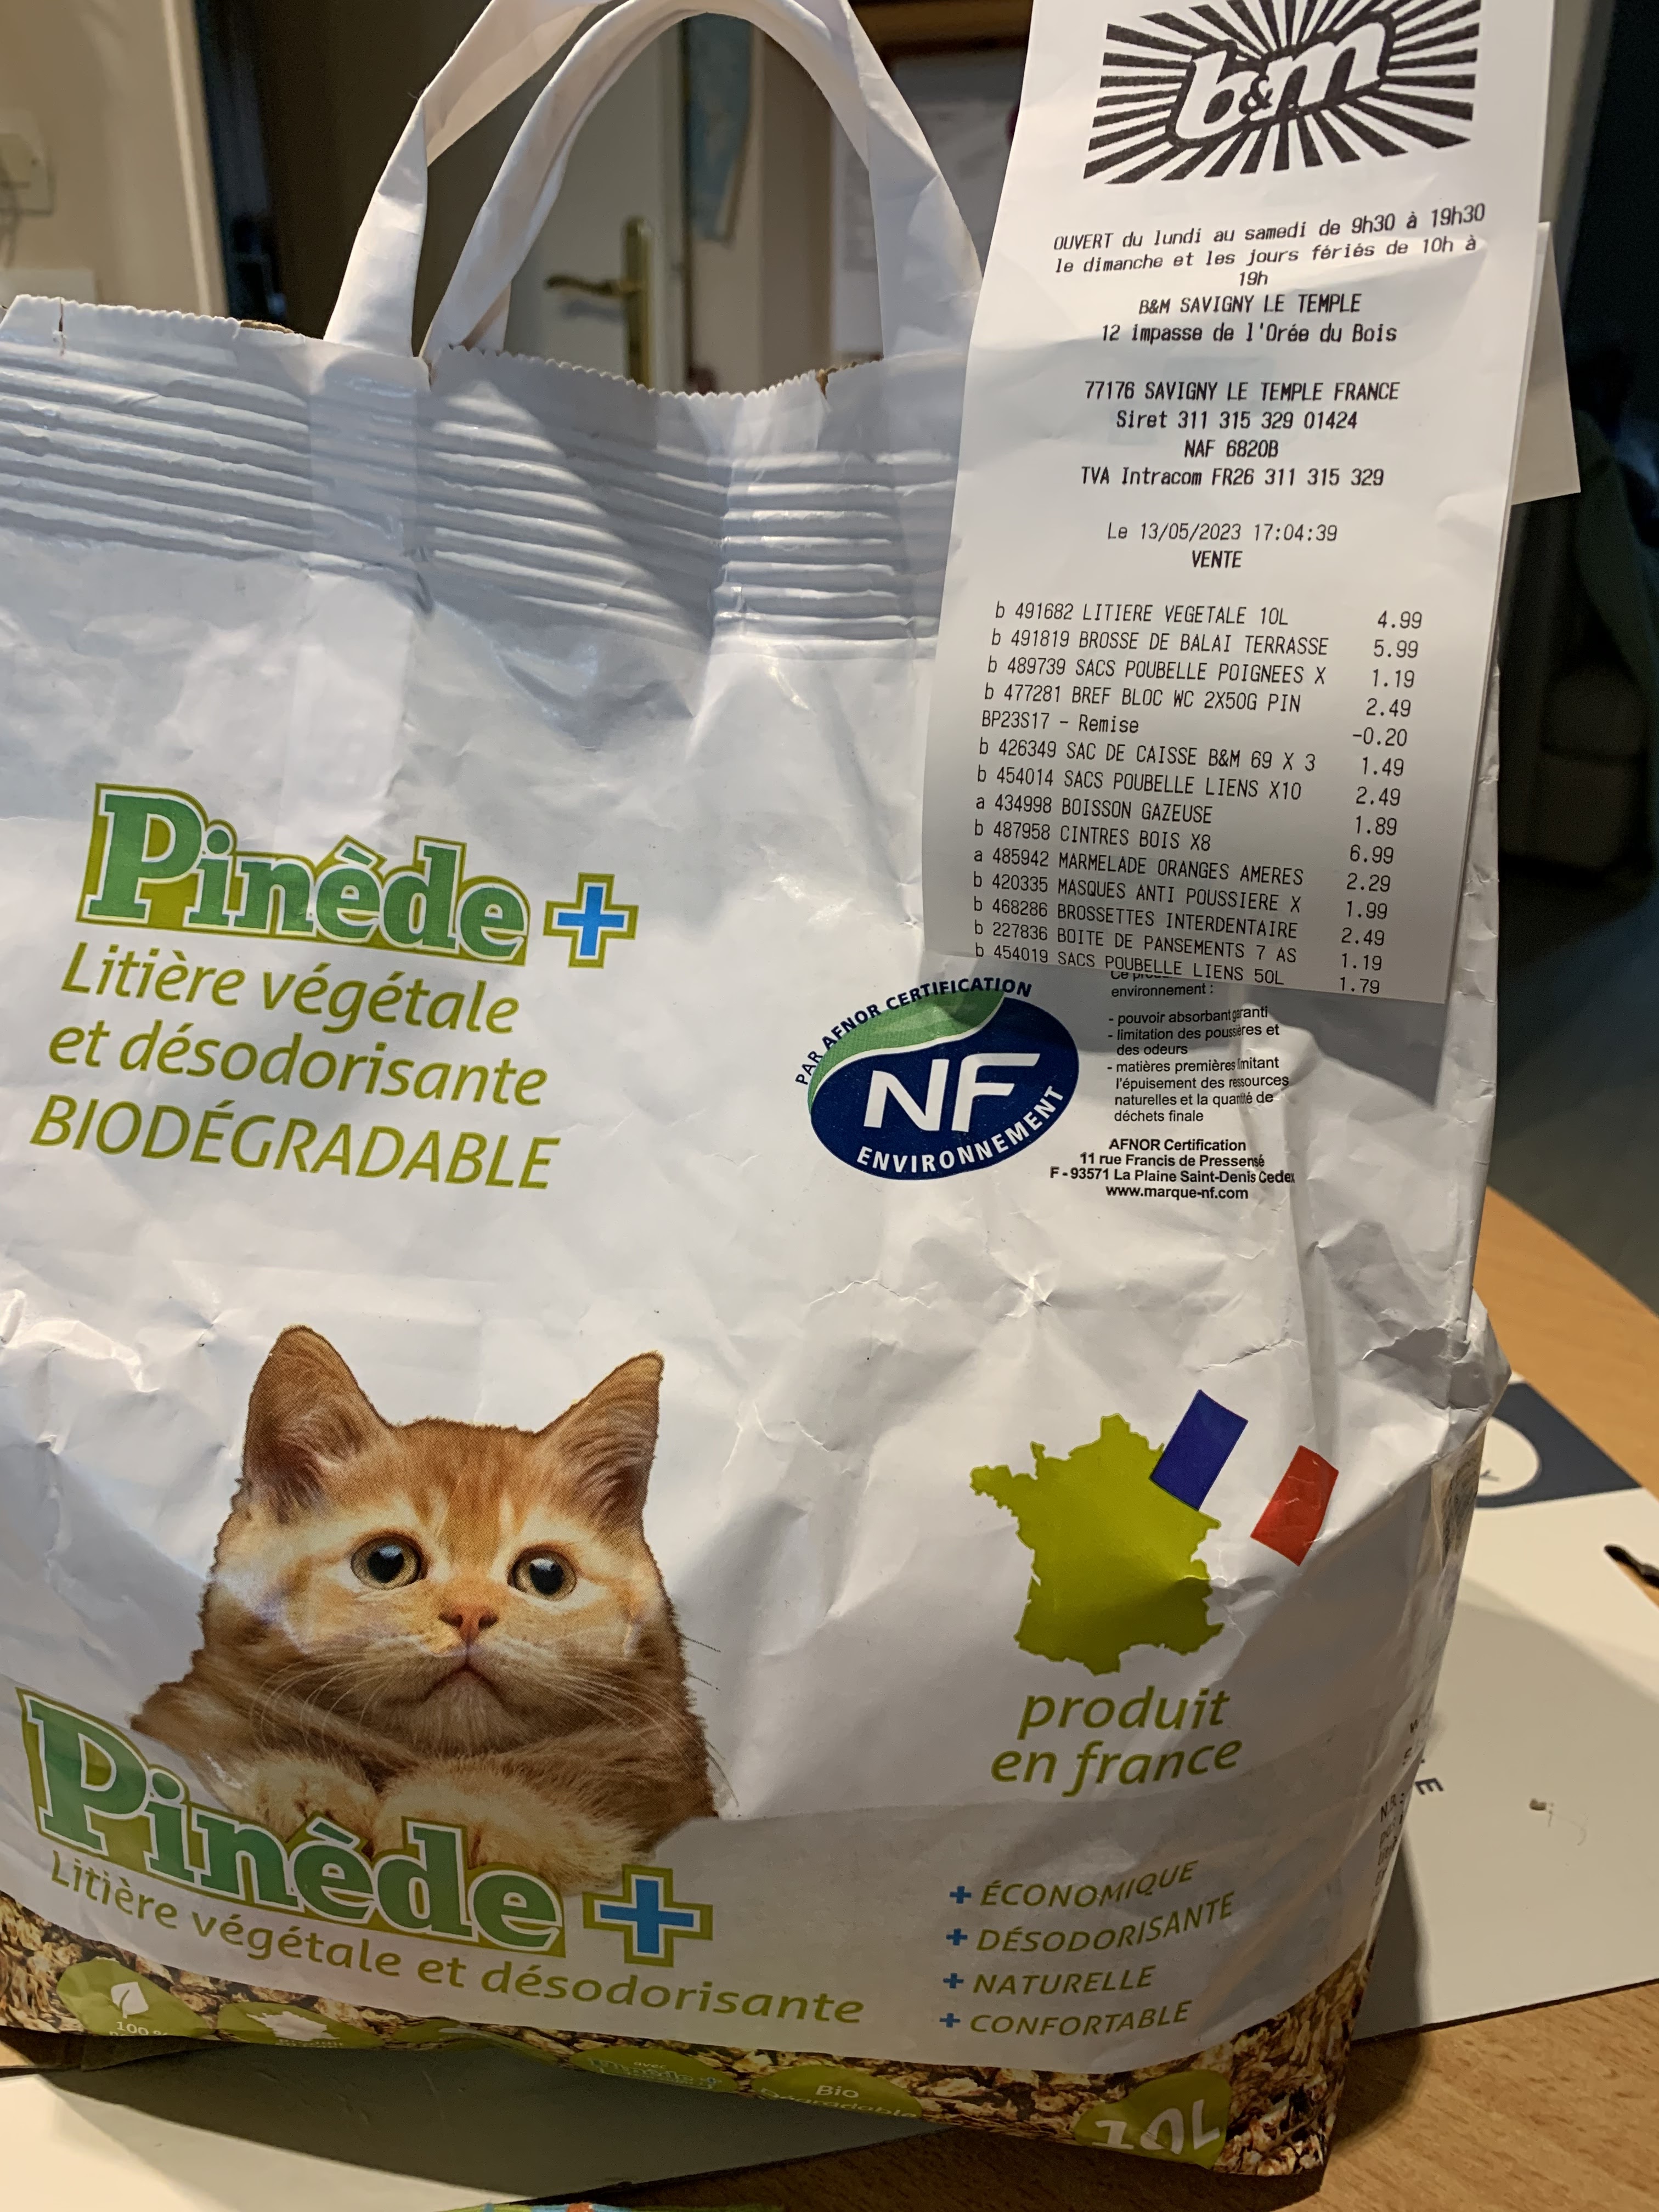 b&m
OUVERT du lundi au samedi de 9h30 à 19h30
le dimanche et les jours fériés de 10h à
19h
B&M SAVIGNY LE TEMPLE
12 impasse de l'Orée du Bois
77176 SAVIGNY LE TEMPLE FRANCE
Siret 311 315 329 01424
NAF 6820B
TVA Intracom FR26 311 315 329
Le 13/05/2023 17:04:39
VENTE
b 491682 LITIERE VEGETALE 10L 4.99
b 491819 BROSSE DE BALAI TERRASSE 5.99
b 489739 SACS POUBELLE POIGNEES X 1.19
b 477281 BREF BLOC WC 2X50G PIN 2.49
BP23S17 - Remise -0.20
b 426349 SAC DE CAISSE B&M 69 X 3 1.49
b 454014 SACS POUBELLE LIENS X10 2.49
a 434998 BOISSON GAZEUSE 1.89
b 487958 CINTRES BOIS X8 6.99
a 485942 MARMELADE ORANGES AMERES 2.29
b 420335 MASQUES ANTI POUSSIERE X 1.99
b 468286 BROSSETTES INTERDENTAIRE 2.49
b 227836 BOITE DE PANSEMENTS 7 AS 1.19
b 454019 SACS POUBELLE LIENS 50L 1.79
Pinède+
Litière végétale
et désodorisante
BIODÉGRADABLE
PAR AFNOR CERTIFICATION
NF
ENVIRONNEMENT
Ce
environnement :
- pouvoir absorbant garanti
- limitation des poussères et
des odeurs
- matières premières limitant
l'épuisement des ressources
naturelles et la quantité de
déchets finale
AFNOR Certification
11 rue Francis de Pressensé
F - 93571 La Plaine Saint-Denis Cedex
www.marque-nf.com
produit
en france
Pinède+
Litière végétale et désodorisante
+ ÉCONOMIQUE
+ DÉSODORISANTE
+ NATURELLE
+ CONFORTABLE
100 %
avec
Pinède+
Bio
Dégradable
10L